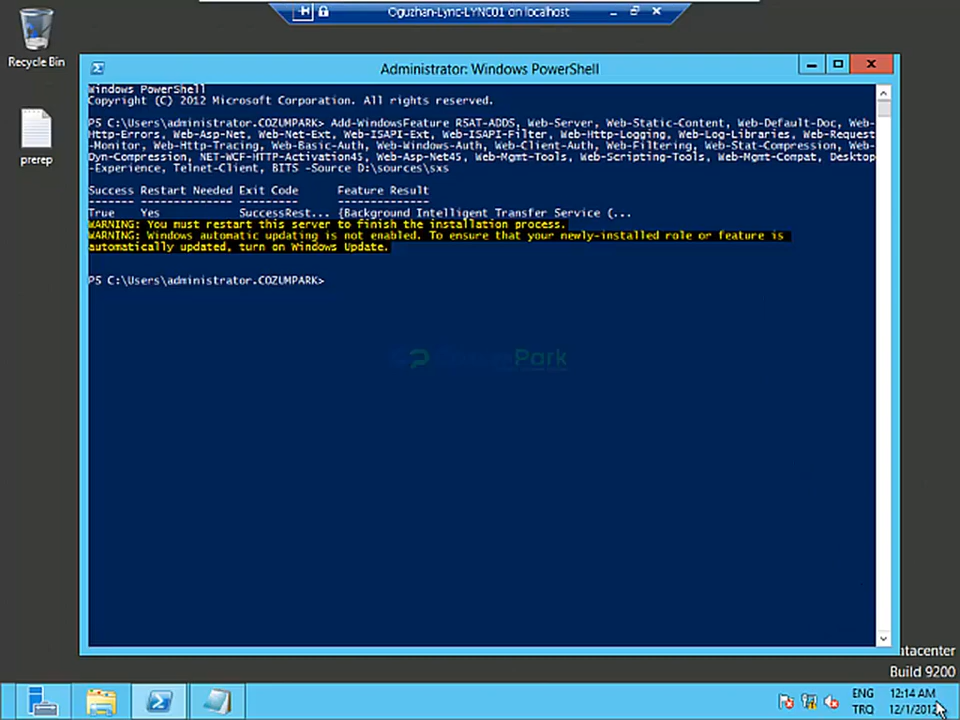 Oguzhan-Lync-LYNC01 on localhost
Recycle Bin
Administrator: Windows PowerShell
Windows PowerShell
Copyright (C) 2012 Microsoft Corporation. All rights reserved.
PS C:\Users\administrator.COZUMPARK> Add-WindowsFeature RSAT-ADDS, Web-Server, Web-Static-Content, Web-Default-Doc, Web-
Http-Errors, Web-Asp-Net, Web-Net-Ext, Web-ISAPI-Ext, Web-ISAPI-Filter, Web-Http-Logging, Web-Log-Libraries, Web-Request
-Monitor, Web-Http-Tracing, Web-Basic-Auth, Web-Windows-Auth, Web-Client-Auth, Web-Filtering, Web-Stat-Compression, Web-
Dyn-Compression, NET-WCF-HTTP-Activation45, Web-Asp-Net45, Web-Mgmt-Tools, Web-Scripting-Tools, Web-Mgmt-Compat, Desktop
-Experience, Telnet-Client, BITS -Source D:\sources\sxs
prerep
Success Restart Needed Exit Code Feature Result
------- -------------- --------- --------------
True Yes SuccessRest... {Background Intelligent Transfer Service (...
WARNING: You must restart this server to finish the installation process.
WARNING: Windows automatic updating is not enabled. To ensure that your newly-installed role or feature is
automatically updated, turn on Windows Update.
PS C:\Users\administrator.COZUMPARK>
Park
Build 9200
ENG
12:14 AM
TRQ